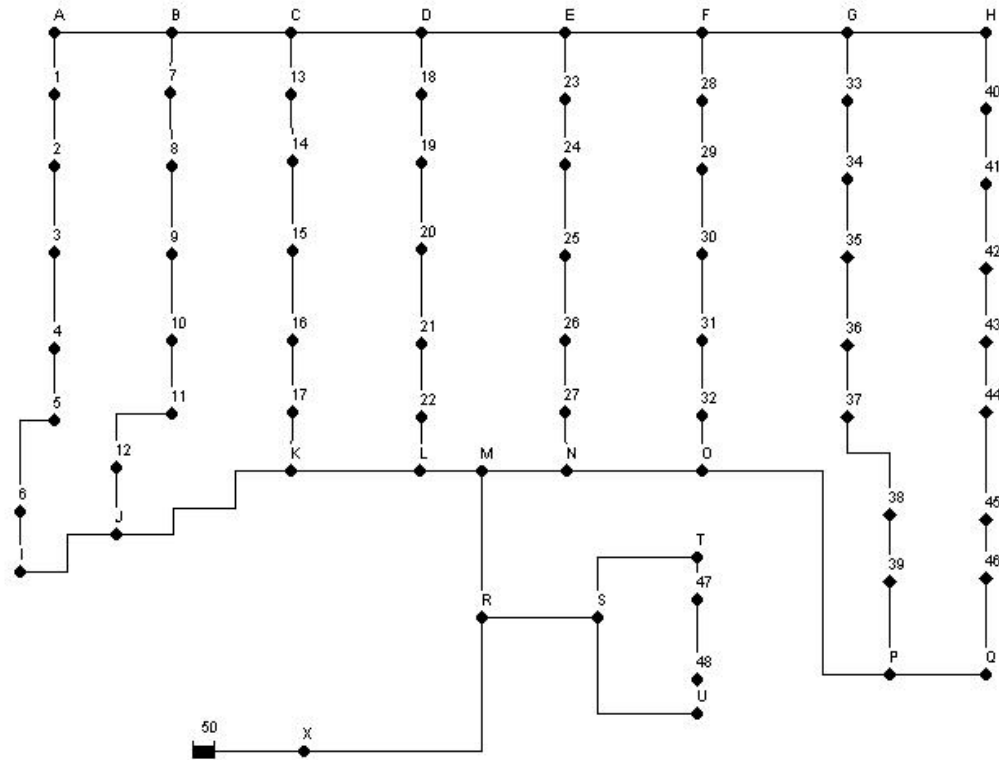 A B C D E F G H
1 7 13 18 23 28 33 40
2 8 14 19 24 29 34 41
3 9 15 20 25 30 35 42
4 10 16 21 26 31 36 43
5 11 17 22 27 32 37 44
12 K L M N O
6 J 38 45
I T 39 46
47
R S
48 P Q
U
50 X